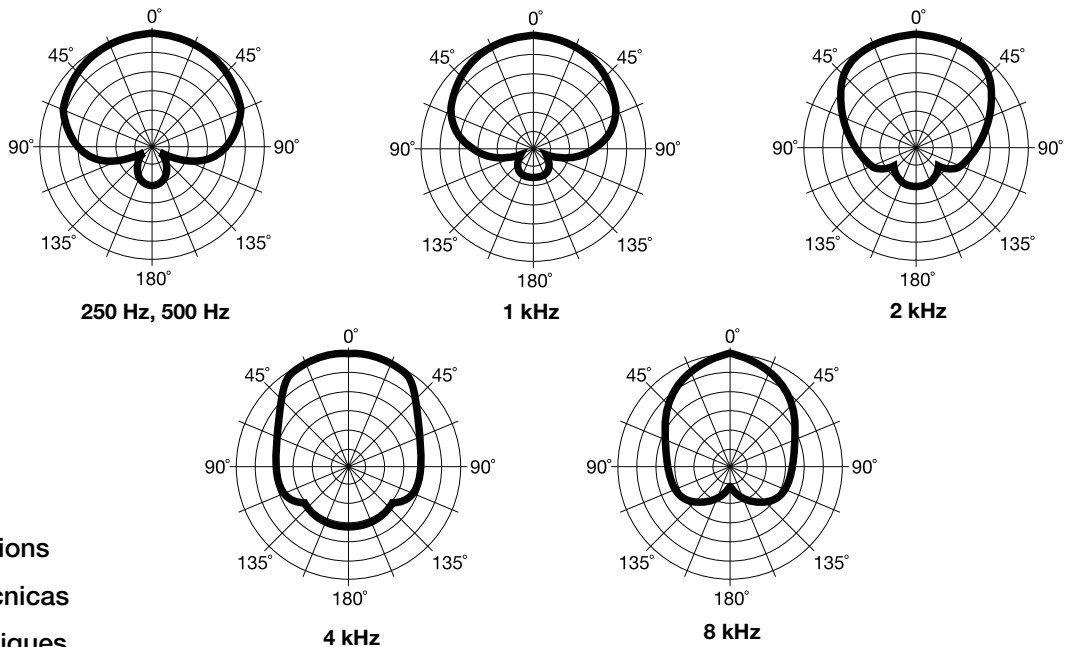 0° 0° 0°
45° 45° 45° 45° 45° 45°
90° 90° 90° 90° 90° 90°
135° 135° 135° 135° 135° 135°
180° 180° 180°
250 Hz, 500 Hz 1 kHz 2 kHz
0° 0°
45° 45° 45° 45°
90° 90° 90° 90°
135° 135° 135° 135°
180° 180°
4 kHz 8 kHz
ions
cnicas
iques